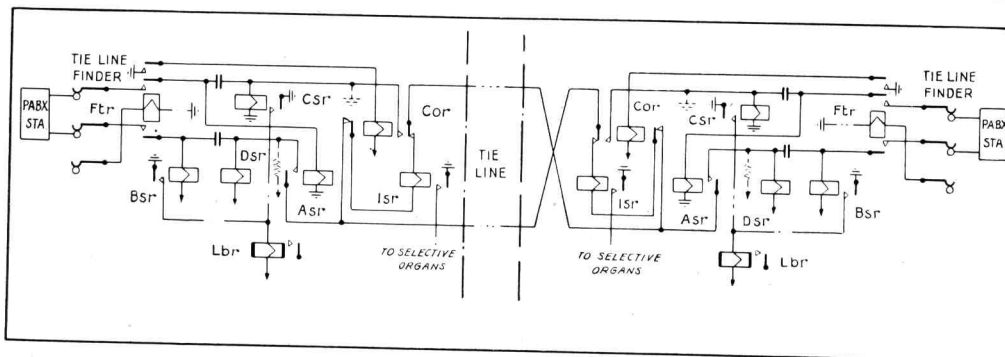 TIE LINE
FINDER
PABX
STA
Ftr
Csr
Cor
Dsr
Bsr
Asr
Isr
Lbr
TO SELECTIVE
ORGANS
TIE
LINE
Cor
Csr
Ftr
TIE LINE
FINDER
PABX
STA
Isr
Asr
Dsr
Bsr
Lbr
TO SELECTIVE
ORGANS